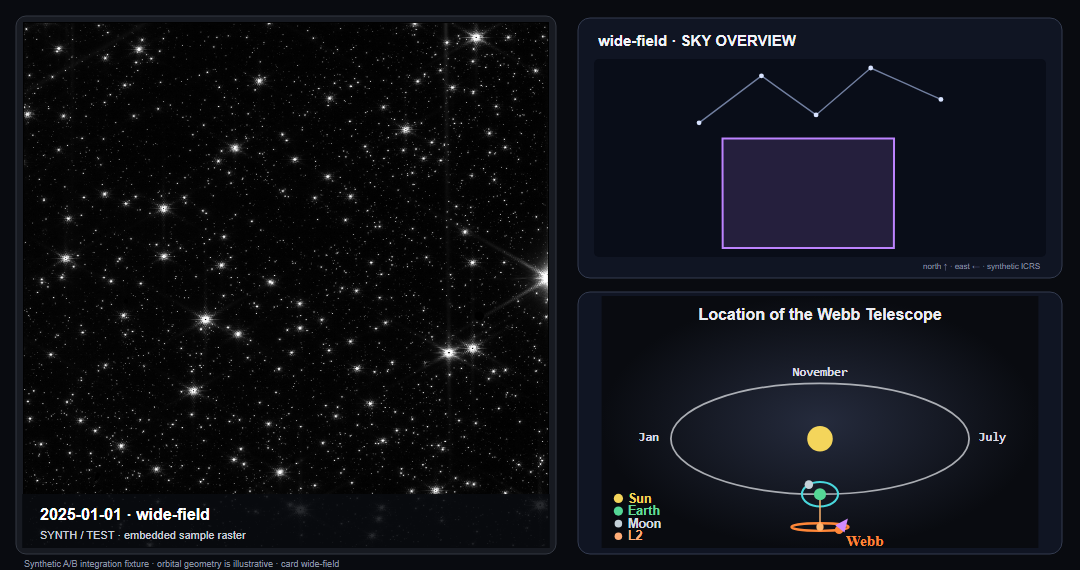 2025-01-01 · wide-field
SYNTH / TEST · embedded sample raster
wide-field · SKY OVERVIEW
north ↑ · east ← · synthetic ICRS
Location of the Webb Telescope
November
Jan
July
Sun
Earth
Moon
L2
Webb
Synthetic A/B integration fixture · orbital geometry is illustrative · card wide-field